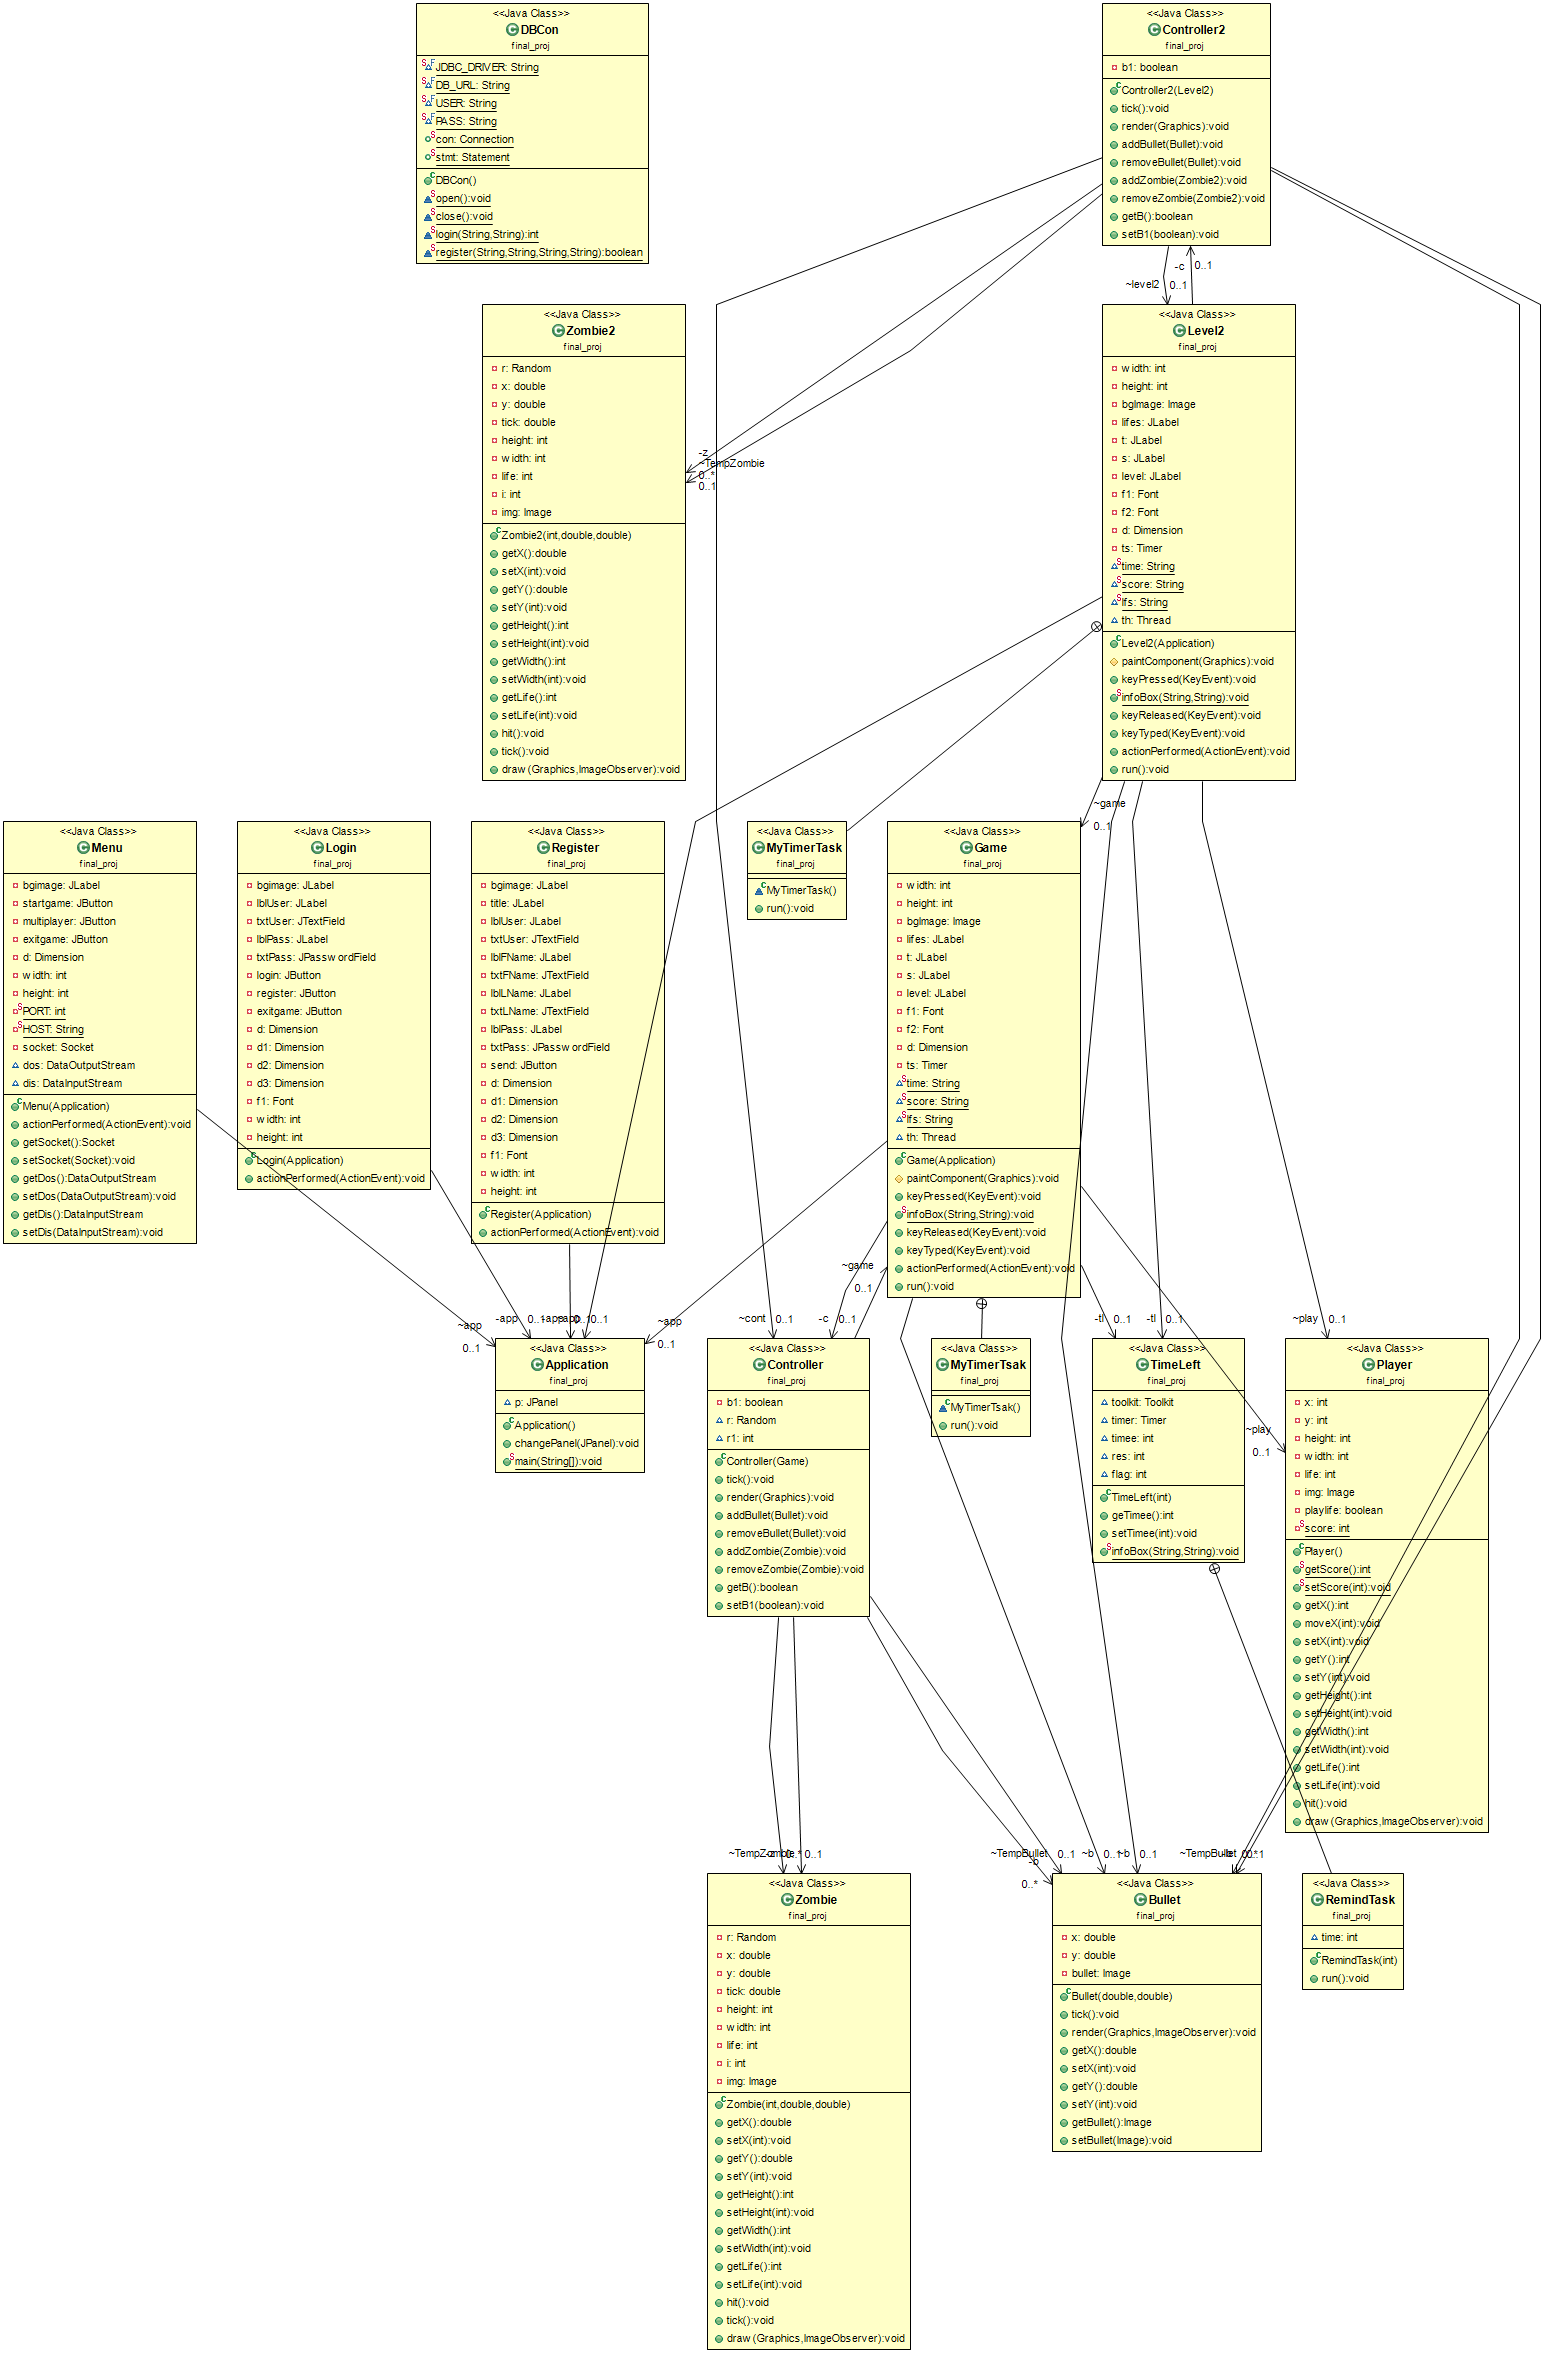 <<Java Class>>
DBCon
final_proj
JDBC_DRIVER: String
DB_URL: String
USER: String
PASS: String
con: Connection
stmt: Statement
DBCon()
open():void
close():void
login(String,String):int
register(String,String,String,String):boolean
<<Java Class>>
Controller2
final_proj
b1: boolean
Controller2(Level2)
tick():void
render(Graphics):void
addBullet(Bullet):void
removeBullet(Bullet):void
addZombie(Zombie2):void
removeZombie(Zombie2):void
getB():boolean
setB1(boolean):void
-c
0..1
~level2
0..1
<<Java Class>>
Zombie2
final_proj
r: Random
x: double
y: double
tick: double
height: int
width: int
life: int
i: int
img: Image
Zombie2(int,double,double)
getX():double
setX(int):void
getY():double
setY(int):void
getHeight():int
setHeight(int):void
getWidth():int
setWidth(int):void
getLife():int
setLife(int):void
hit():void
tick():void
draw(Graphics,ImageObserver):void
-z
~TempZombie
0..*
0..1
<<Java Class>>
Level2
final_proj
width: int
height: int
bgImage: Image
lifes: JLabel
t: JLabel
s: JLabel
level: JLabel
f1: Font
f2: Font
d: Dimension
ts: Timer
time: String
score: String
lfs: String
th: Thread
Level2(Application)
paintComponent(Graphics):void
keyPressed(KeyEvent):void
infoBox(String,String):void
keyReleased(KeyEvent):void
keyTyped(KeyEvent):void
actionPerformed(ActionEvent):void
run():void
~game
0..1
<<Java Class>>
Menu
final_proj
bgimage: JLabel
startgame: JButton
multiplayer: JButton
exitgame: JButton
d: Dimension
width: int
height: int
PORT: int
HOST: String
socket: Socket
dos: DataOutputStream
dis: DataInputStream
Menu(Application)
actionPerformed(ActionEvent):void
getSocket():Socket
setSocket(Socket):void
getDos():DataOutputStream
setDos(DataOutputStream):void
getDis():DataInputStream
setDis(DataInputStream):void
<<Java Class>>
Login
final_proj
bgimage: JLabel
lblUser: JLabel
txtUser: JTextField
lblPass: JLabel
txtPass: JPasswordField
login: JButton
register: JButton
exitgame: JButton
d: Dimension
d1: Dimension
d2: Dimension
d3: Dimension
f1: Font
width: int
height: int
Login(Application)
actionPerformed(ActionEvent):void
<<Java Class>>
Register
final_proj
bgimage: JLabel
title: JLabel
lblUser: JLabel
txtUser: JTextField
lblFName: JLabel
txtFName: JTextField
lblLName: JLabel
txtLName: JTextField
lblPass: JLabel
txtPass: JPasswordField
send: JButton
d: Dimension
d1: Dimension
d2: Dimension
d3: Dimension
f1: Font
width: int
height: int
Register(Application)
actionPerformed(ActionEvent):void
<<Java Class>>
MyTimerTask
final_proj
MyTimerTask()
run():void
<<Java Class>>
Game
final_proj
width: int
height: int
bgImage: Image
lifes: JLabel
t: JLabel
s: JLabel
level: JLabel
f1: Font
f2: Font
d: Dimension
ts: Timer
time: String
score: String
lfs: String
th: Thread
Game(Application)
paintComponent(Graphics):void
keyPressed(KeyEvent):void
infoBox(String,String):void
keyReleased(KeyEvent):void
keyTyped(KeyEvent):void
actionPerformed(ActionEvent):void
run():void
~game
0..1
~app
0..1
-app
0..1
-app
~app
0..1
0..1
~app
0..1
~cont
0..1
-c
0..1
-tl
0..1
-tl
0..1
~play
0..1
<<Java Class>>
Application
final_proj
p: JPanel
Application()
changePanel(JPanel):void
main(String[]):void
<<Java Class>>
Controller
final_proj
b1: boolean
r: Random
r1: int
Controller(Game)
tick():void
render(Graphics):void
addBullet(Bullet):void
removeBullet(Bullet):void
addZombie(Zombie):void
removeZombie(Zombie):void
getB():boolean
setB1(boolean):void
<<Java Class>>
MyTimerTsak
final_proj
MyTimerTsak()
run():void
<<Java Class>>
TimeLeft
final_proj
toolkit: Toolkit
timer: Timer
timee: int
res: int
flag: int
TimeLeft(int)
geTimee():int
setTimee(int):void
infoBox(String,String):void
~play
0..1
<<Java Class>>
Player
final_proj
x: int
y: int
height: int
width: int
life: int
img: Image
playlife: boolean
score: int
Player()
getScore():int
setScore(int):void
getX():int
moveX(int):void
setX(int):void
getY():int
setY(int):void
getHeight():int
setHeight(int):void
getWidth():int
setWidth(int):void
getLife():int
setLife(int):void
hit():void
draw(Graphics,ImageObserver):void
~TempZombie
-z
0..*
0..1
~TempBullet
0..1
-b
0..*
~b
0..1
~b
0..1
~TempBullet
-b
0..*
0..1
<<Java Class>>
Zombie
final_proj
r: Random
x: double
y: double
tick: double
height: int
width: int
life: int
i: int
img: Image
Zombie(int,double,double)
getX():double
setX(int):void
getY():double
setY(int):void
getHeight():int
setHeight(int):void
getWidth():int
setWidth(int):void
getLife():int
setLife(int):void
hit():void
tick():void
draw(Graphics,ImageObserver):void
<<Java Class>>
Bullet
final_proj
x: double
y: double
bullet: Image
Bullet(double,double)
tick():void
render(Graphics,ImageObserver):void
getX():double
setX(int):void
getY():double
setY(int):void
getBullet():Image
setBullet(Image):void
<<Java Class>>
RemindTask
final_proj
time: int
RemindTask(int)
run():void